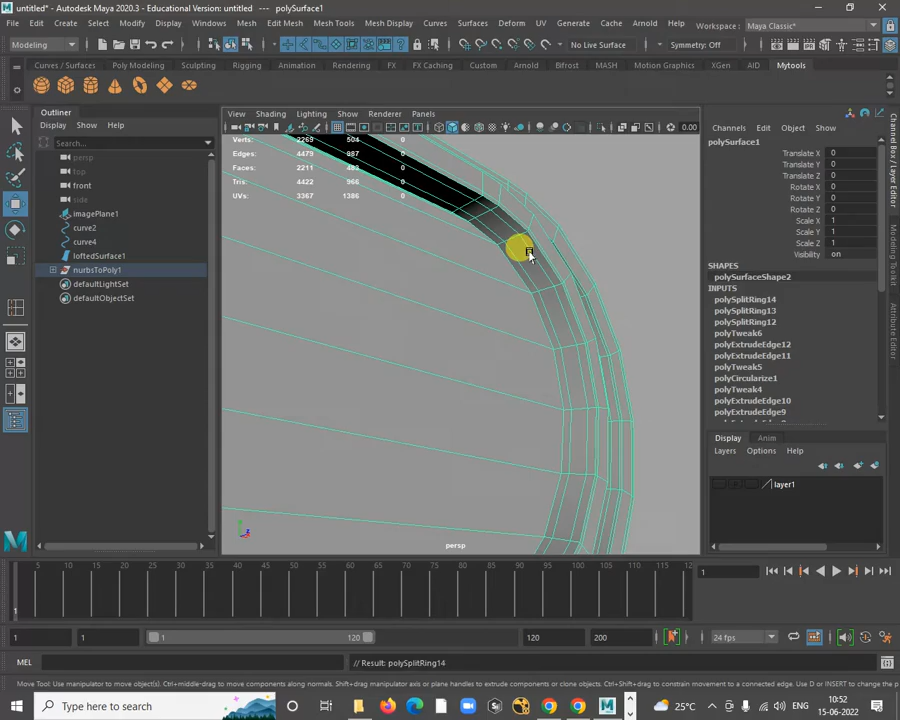 untitled* - Autodesk Maya 2020.3 - Educational Version: untitled --- polySurface1
File Edit Create Select Modify Display Windows Mesh Edit Mesh Mesh Tools Mesh Display Curves Surfaces Deform UV Generate Cache Arnold Help
Workspace : Maya Classic*
Modeling
No Live Surface
Symmetry: Off
Curves / Surfaces Poly Modeling Sculpting Rigging Animation Rendering FX FX Caching Custom Arnold Bifrost MASH Motion Graphics XGen AID Mytools
Outliner
Display Show Help
Search...
persp
top
front
side
imagePlane1
curve2
curve4
loftedSurface1
nurbsToPoly1
defaultLightSet
defaultObjectSet
View Shading Lighting Show Renderer Panels
0.00
Verts: 2269 504 0
Edges: 4479 987 0
Faces: 2211 483 0
Tris: 4422 966 0
UVs: 3367 1386 0
persp
Channels Edit Object Show
polySurface1
Translate X 0
Translate Y 0
Translate Z 0
Rotate X 0
Rotate Y 0
Rotate Z 0
Scale X 1
Scale Y 1
Scale Z 1
Visibility on
SHAPES
polySurfaceShape2
INPUTS
polySplitRing14
polySplitRing13
polySplitRing12
polyTweak6
polyExtrudeEdge12
polyExtrudeEdge11
polyTweak5
polyCircularize1
polyTweak4
polyExtrudeEdge10
polyExtrudeEdge9
Display Anim
Layers Options Help
layer1
Channel Box / Layer Editor
Attribute Editor
5 10 15 20 25 30 35 40 45 50 55 60 65 70 75 80 85 90 95 100 105 110 115 12
1
1
1 1 1 120 120 200 24 fps
MEL // Result: polySplitRing14
Move Tool: Use manipulator to move object(s). Ctrl+middle-drag to move components along normals. Shift+drag manipulator axis or plane handles to extrude components or clone objects. Ctrl+Shift+drag to constrain movement to a connected edge. Use D or INSERT to change the
Type here to search
25°C
ENG
10:52
15-06-2022